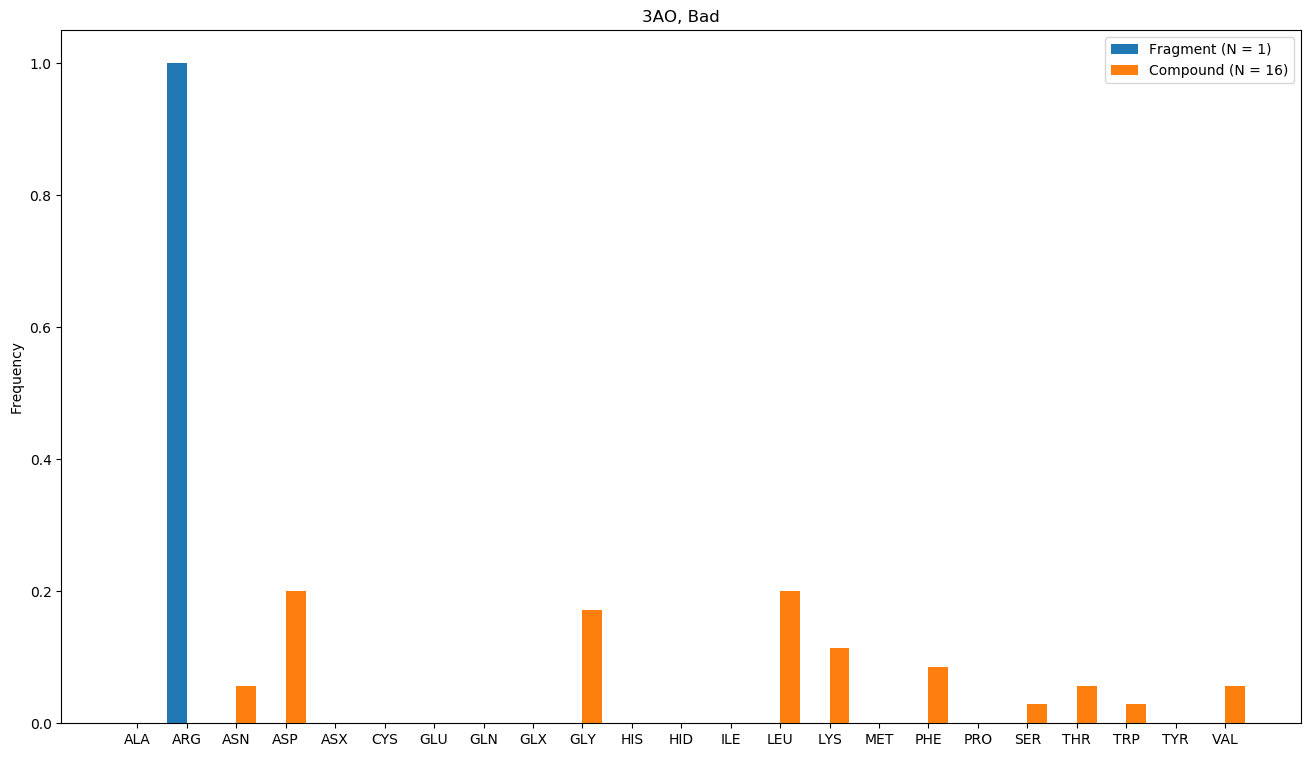 3AO, Bad
Fragment (N = 1)
Compound (N = 16)
Frequency
1.0
0.8
0.6
0.4
0.2
0.0
ALA ARG ASN ASP ASX CYS GLU GLN GLX GLY HIS HID ILE LEU LYS MET PHE PRO SER THR TRP TYR VAL